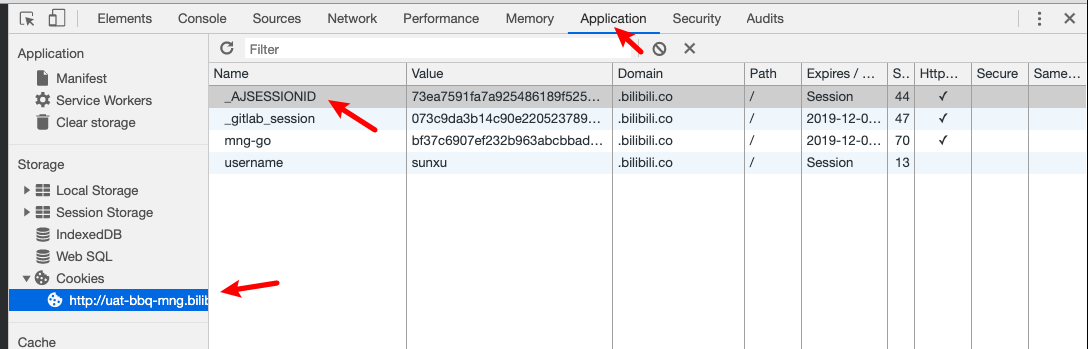 Elements Console Sources Network Performance Memory Application Security Audits
Application
Manifest
Service Workers
Clear storage
Storage
Local Storage
Session Storage
IndexedDB
Web SQL
Cookies
http://uat-bbq-mng.bilib
Cache
Filter
Name Value Domain Path Expires / ... S.. Http... Secure Same...
_AJSESSIONID 73ea7591fa7a925486189f525... .bilibili.co / Session 44 ✓
_gitlab_session 073c9da3b14c90e220523789... .bilibili.co / 2019-12-0... 47 ✓
mng-go bf37c6907ef232b963abcbbad... .bilibili.co / 2019-12-0... 70 ✓
username sunxu .bilibili.co / Session 13